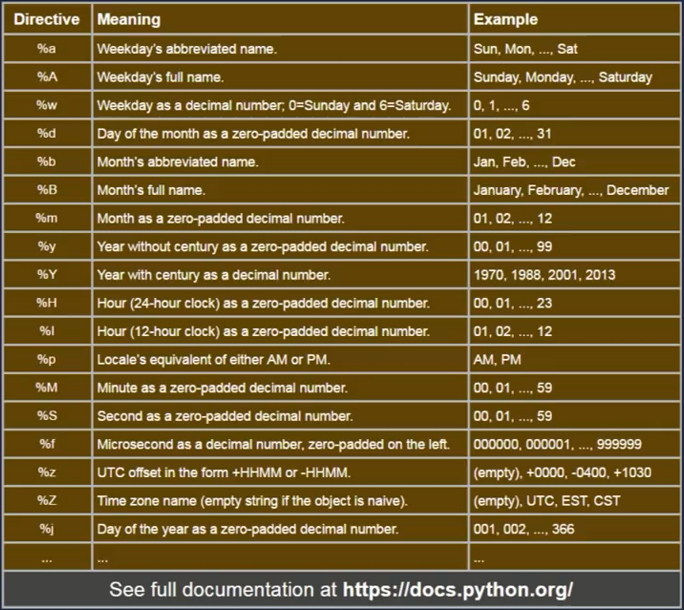 Directive Meaning Example
%a Weekday's abbreviated name. Sun, Mon, ..., Sat
%A Weekday's full name. Sunday, Monday, ..., Saturday
%w Weekday as a decimal number; 0=Sunday and 6=Saturday. 0, 1, ..., 6
%d Day of the month as a zero-padded decimal number. 01, 02, ..., 31
%b Month's abbreviated name. Jan, Feb, ..., Dec
%B Month's full name. January, February, ..., December
%m Month as a zero-padded decimal number. 01, 02, ..., 12
%y Year without century as a zero-padded decimal number. 00, 01, ..., 99
%Y Year with century as a decimal number. 1970, 1988, 2001, 2013
%H Hour (24-hour clock) as a zero-padded decimal number. 00, 01, ..., 23
%I Hour (12-hour clock) as a zero-padded decimal number. 01, 02, ..., 12
%p Locale's equivalent of either AM or PM. AM, PM
%M Minute as a zero-padded decimal number. 00, 01, ..., 59
%S Second as a zero-padded decimal number. 00, 01, ..., 59
%f Microsecond as a decimal number, zero-padded on the left. 000000, 000001, ..., 999999
%z UTC offset in the form +HHMM or -HHMM. (empty), +0000, -0400, +1030
%Z Time zone name (empty string if the object is naive). (empty), UTC, EST, CST
%j Day of the year as a zero-padded decimal number. 001, 002, ..., 366
... ... ...
See full documentation at https://docs.python.org/